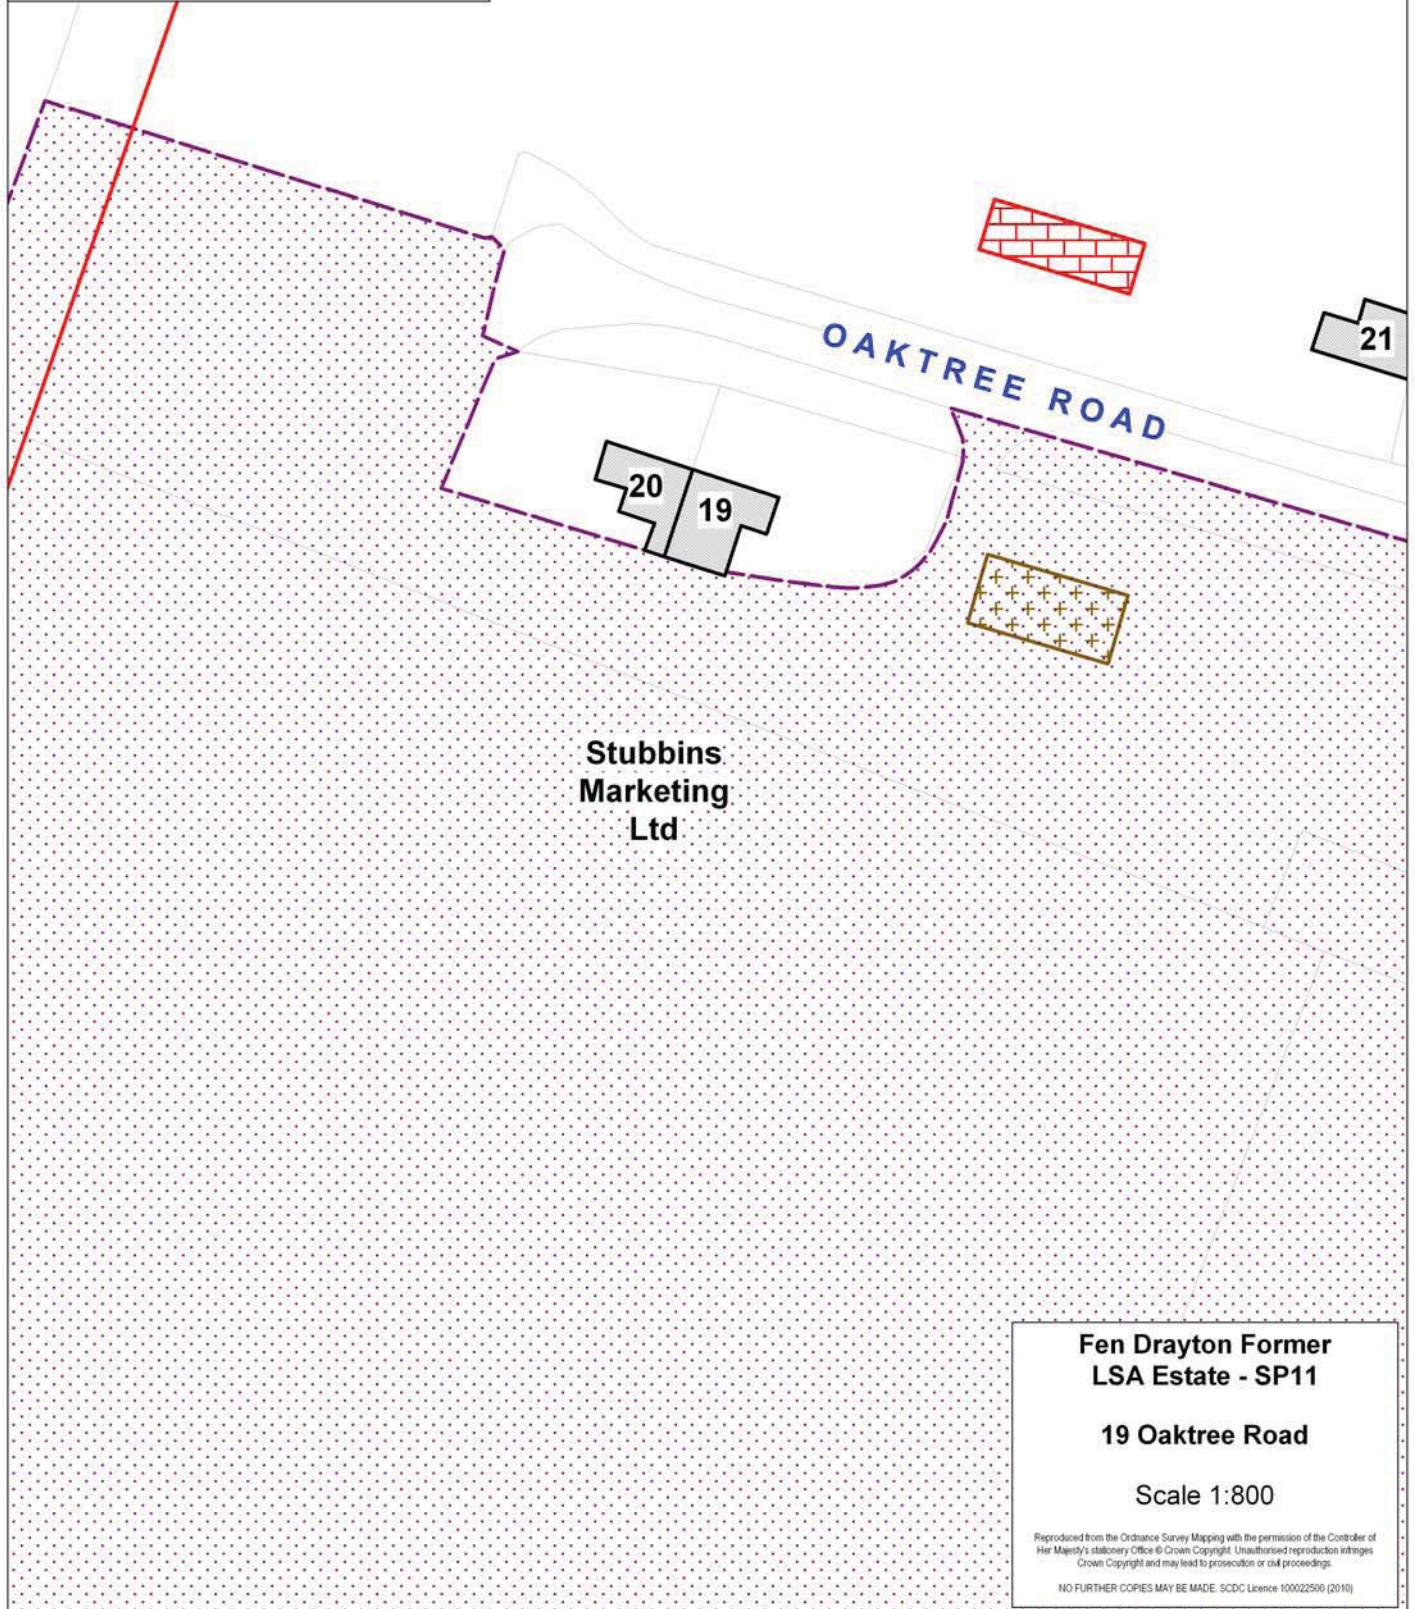 OAKTREE ROAD
21
20
19
Stubbins
Marketing
Ltd
Fen Drayton Former
LSA Estate - SP11
19 Oaktree Road
Scale 1:800
Reproduced from the Ordnance Survey Mapping with the permission of the Controller of
Her Majesty's stationery Office © Crown Copyright. Unauthorised reproduction infringes
Crown Copyright and may lead to prosecution or civil proceedings.
NO FURTHER COPIES MAY BE MADE. SCDC Licence 100022500 (2010)